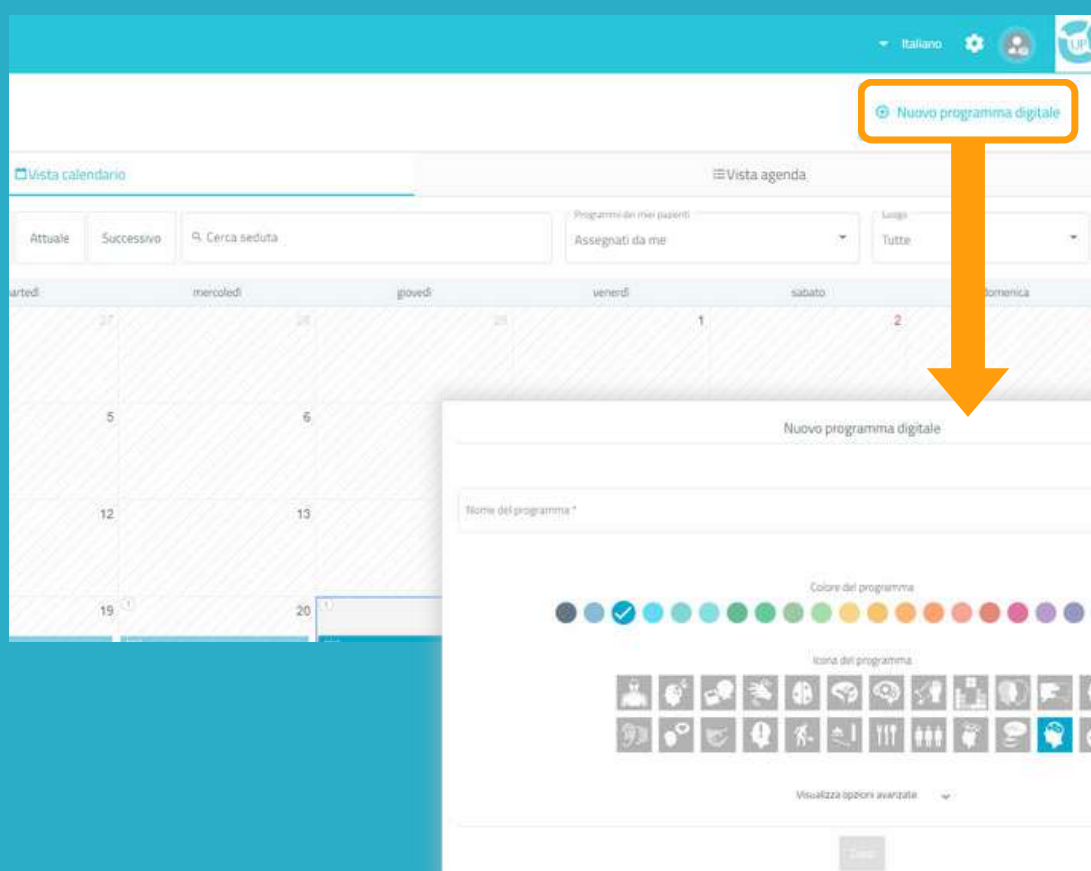 Italiano
UP
Nuovo programma digitale
Vista calendario
Vista agenda
Programmi dei miei pazienti
Luogo
Attuale
Successivo
Cerca seduta
Assegnati da me
Tutte
artedì
mercoledì
giovedì
venerdì
sabato
domenica
27
28
29
1
2
5
6
12
13
19
20
Nuovo programma digitale
Nome del programma *
Colore del programma
Icona del programma
Visualizza opzioni avanzate